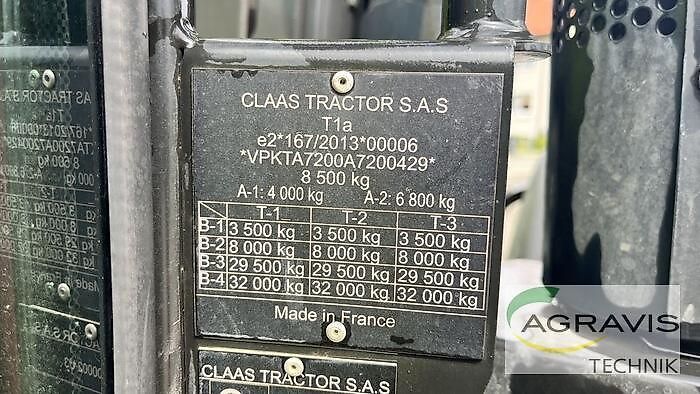 CLAAS TRACTOR S.A.S
T1a
e2*167/2013*00006
*VPKTA7200A7200429*
8 500 kg
A-1: 4 000 kg A-2: 6 800 kg
T-1 T-2 T-3
B-1 3 500 kg 3 500 kg 3 500 kg
B-2 8 000 kg 8 000 kg 8 000 kg
B-3 29 500 kg 29 500 kg 29 500 kg
B-4 32 000 kg 32 000 kg 32 000 kg
Made in France
CLAAS TRACTOR S.A.S
AGRAVIS
TECHNIK